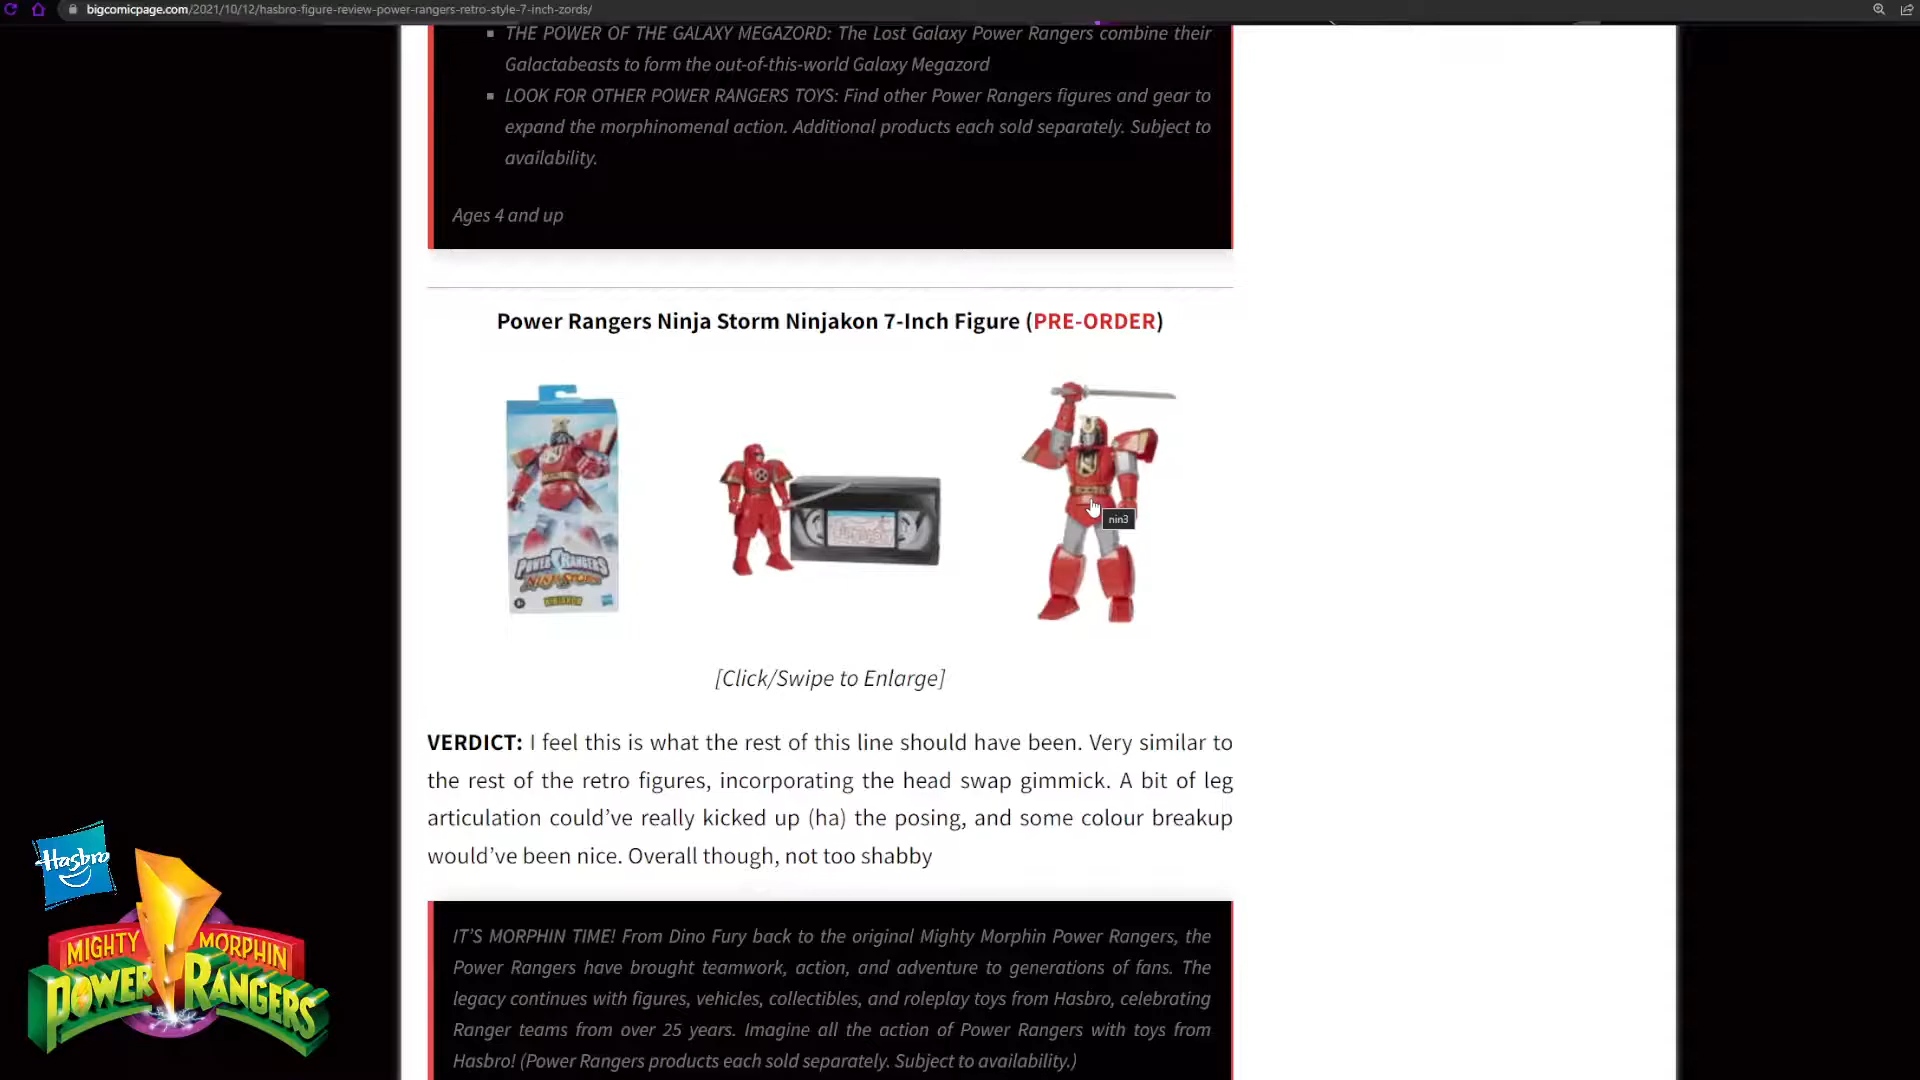 bigcomicpage.com/2021/10/12/hasbro-figure-review-power-rangers-retro-style-7-inch-zords/
THE POWER OF THE GALAXY MEGAZORD: The Lost Galaxy Power Rangers combine their
Galactabeasts to form the out-of-this-world Galaxy Megazord
LOOK FOR OTHER POWER RANGERS TOYS: Find other Power Rangers figures and gear to
expand the morphinomenal action. Additional products each sold separately. Subject to
availability.
Ages 4 and up
Power Rangers Ninja Storm Ninjakon 7-Inch Figure (PRE-ORDER)
POWER RANGERS
NINJA STORM
NINJAKON
nin3
[Click/Swipe to Enlarge]
VERDICT: I feel this is what the rest of this line should have been. Very similar to
the rest of the retro figures, incorporating the head swap gimmick. A bit of leg
articulation could’ve really kicked up (ha) the posing, and some colour breakup
would’ve been nice. Overall though, not too shabby
Hasbro
MIGHTY MORPHIN
POWER RANGERS
IT’S MORPHIN TIME! From Dino Fury back to the original Mighty Morphin Power Rangers, the
Power Rangers have brought teamwork, action, and adventure to generations of fans. The
legacy continues with figures, vehicles, collectibles, and roleplay toys from Hasbro, celebrating
Ranger teams from over 25 years. Imagine all the action of Power Rangers with toys from
Hasbro! (Power Rangers products each sold separately. Subject to availability.)